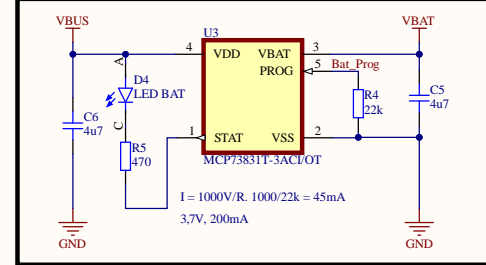 VBUS
VBAT
U3
4 VDD VBAT 3
PROG 5 Bat_Prog
A
D4
LED BAT
C
C6
4u7
R4
22k
C5
4u7
1 STAT VSS 2
R5
470
MCP73831T-3ACI/OT
I = 1000V/R. 1000/22k = 45mA
3,7V, 200mA
GND
GND